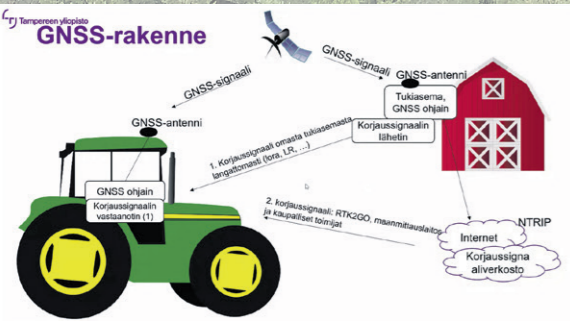 Tampereen yliopisto
GNSS-rakenne
GNSS-signaali
GNSS-signaali
GNSS-antenni
Tukiasema,
GNSS ohjain
Korjaussignaalin
lähetin
GNSS-antenni
1. Korjaussignaali omasta tukiasemasta
langattomasti (lora, LR, ...)
GNSS ohjain
Korjaussignaalin
vastaanotin (1)
2. korjaussignaali: RTK2GO, maanmittauslaitos
ja kaupalliset toimijat
NTRIP
Internet
Korjaussigna
aliverkosto